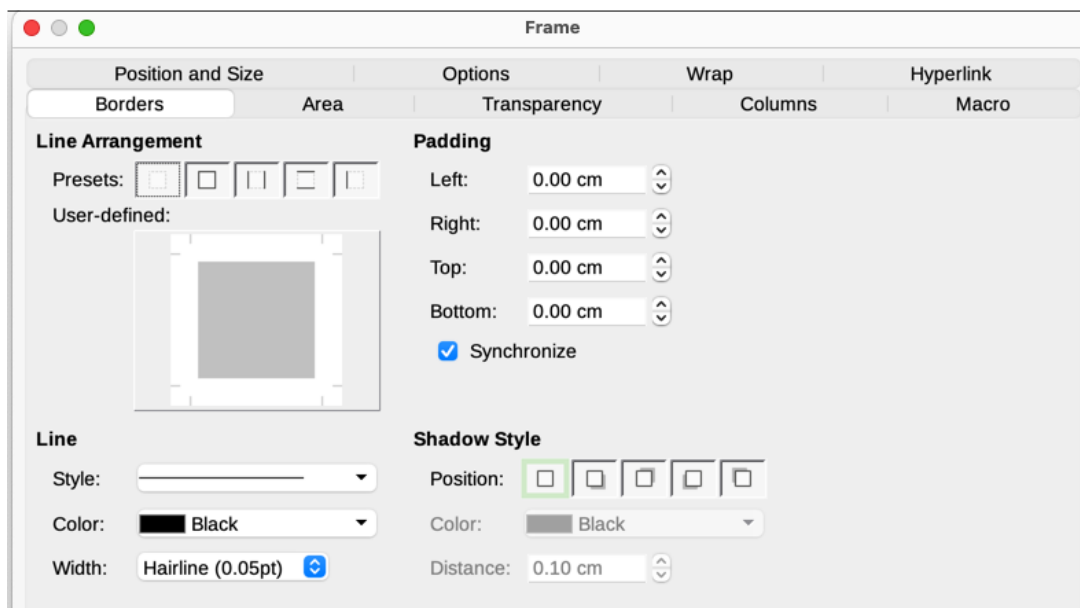 Frame
Position and Size Options Wrap Hyperlink
Borders Area Transparency Columns Macro
Line Arrangement
Presets:
User-defined:
Padding
Left: 0.00 cm
Right: 0.00 cm
Top: 0.00 cm
Bottom: 0.00 cm
Synchronize
Line
Style:
Color: Black
Width: Hairline (0.05pt)
Shadow Style
Position:
Color: Black
Distance: 0.10 cm